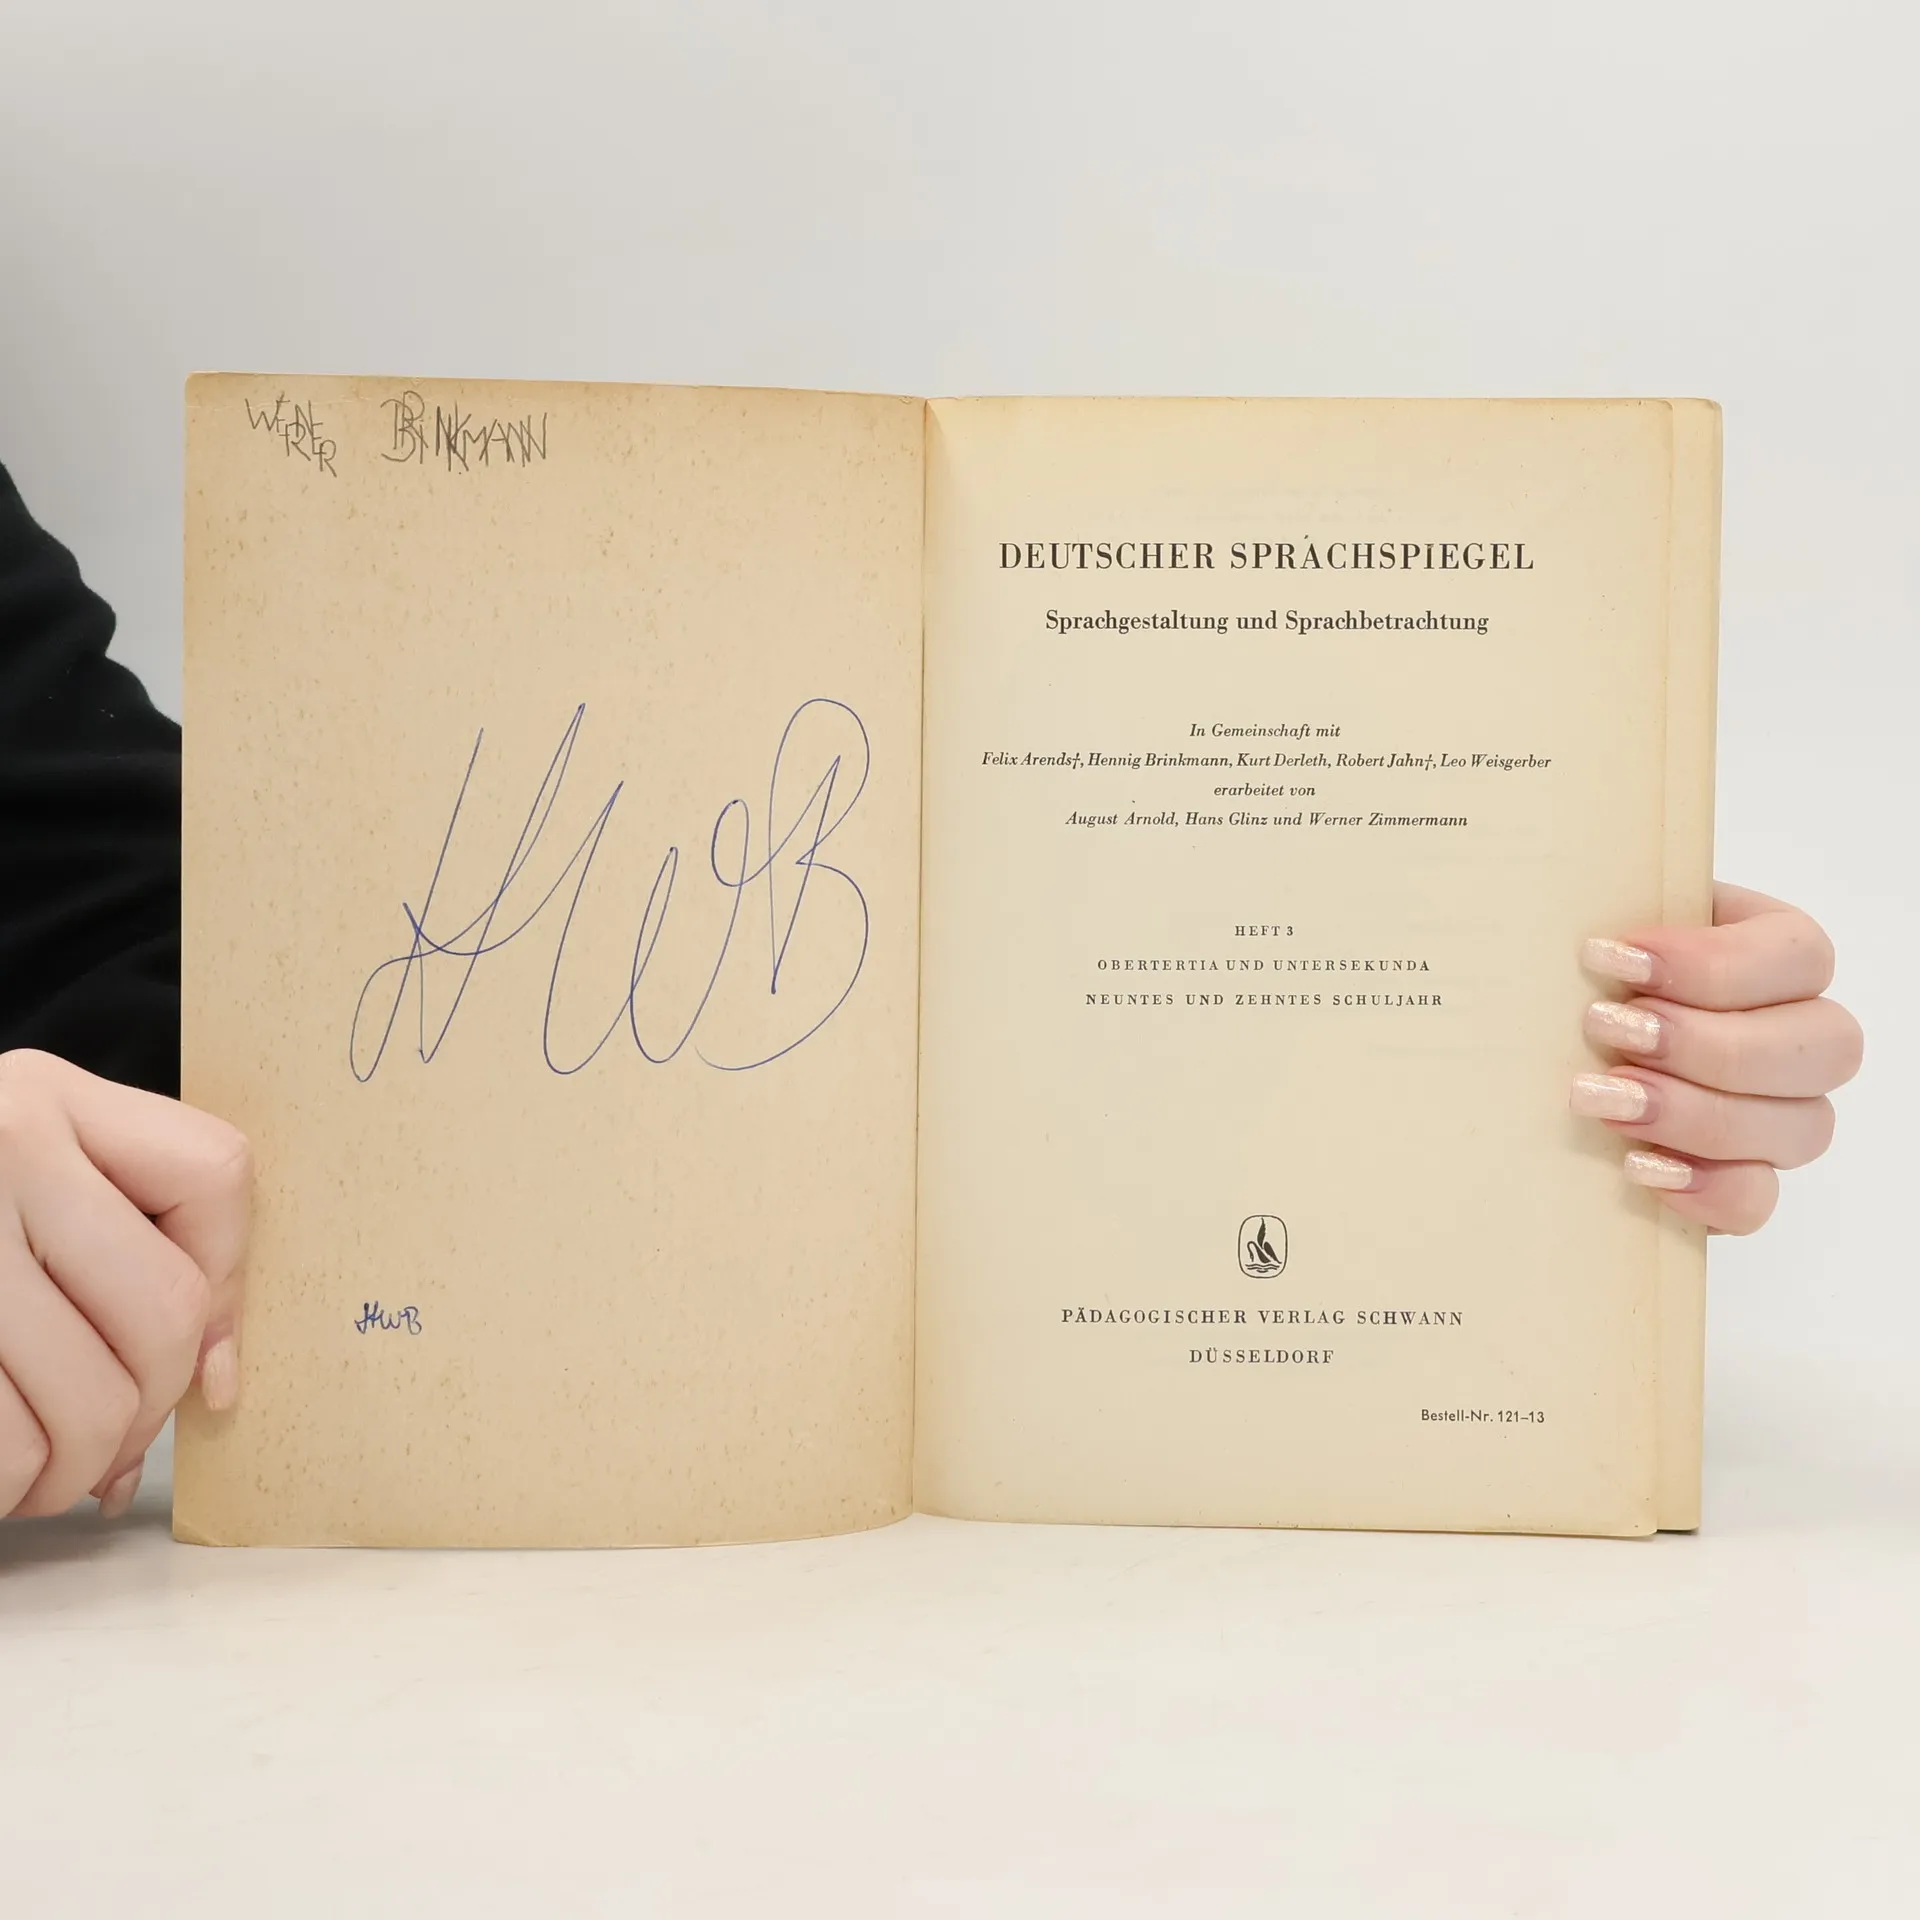 WERNER BRINKMANN
HWB
HWB
DEUTSCHER SPRACHSPIEGEL
Sprachgestaltung und Sprachbetrachtung
In Gemeinschaft mit
Felix Arends†, Hennig Brinkmann, Kurt Derleth, Robert Jahn†, Leo Weisgerber
erarbeitet von
August Arnold, Hans Glinz und Werner Zimmermann
HEFT 3
OBERTERTIA UND UNTERSEKUNDA
NEUNTES UND ZEHNTES SCHULJAHR
PÄDAGOGISCHER VERLAG SCHWANN
DÜSSELDORF
Bestell-Nr. 121–13